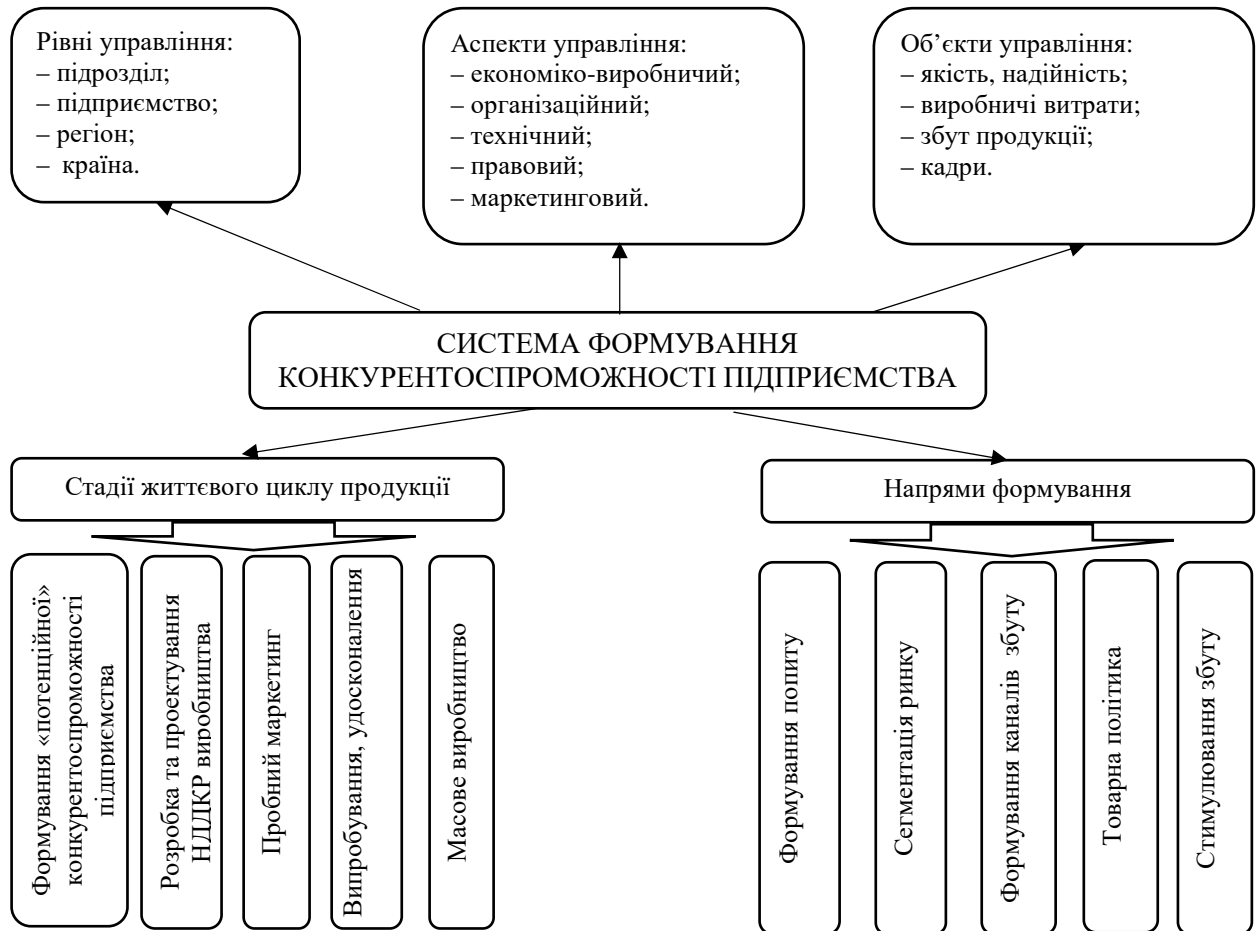 Рівні управління:
– підрозділ;
– підприємство;
– регіон;
– країна.
Аспекти управління:
– економіко-виробничий;
– організаційний;
– технічний;
– правовий;
– маркетинговий.
Об’єкти управління:
– якість, надійність;
– виробничі витрати;
– збут продукції;
– кадри.
СИСТЕМА ФОРМУВАННЯ
КОНКУРЕНТОСПРОМОЖНОСТІ ПІДПРИЄМСТВА
Стадії життєвого циклу продукції
Напрями формування
Формування «потенційної»
конкурентоспроможності
підприємства
Розробка та проектування
НДДКР виробництва
Пробний маркетинг
Випробування, удосконалення
Масове виробництво
Формування попиту
Сегментація ринку
Формування каналів збуту
Товарна політика
Стимулювання збуту